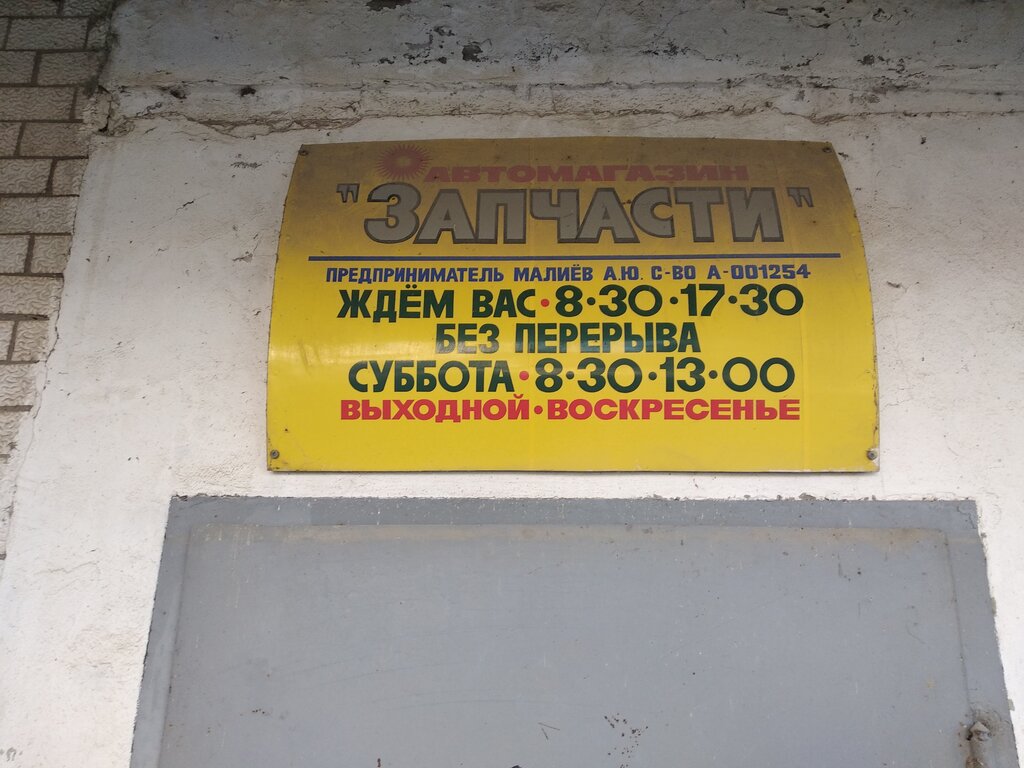 АВТОМАГАЗИН
"ЗАПЧАСТИ"
ПРЕДПРИНИМАТЕЛЬ МАЛИЁВ А.Ю. С-ВО А-001254
ЖДЁМ ВАС·8·30·17·30
БЕЗ ПЕРЕРЫВА
СУББОТА·8·30·13·00
ВЫХОДНОЙ·ВОСКРЕСЕНЬЕ